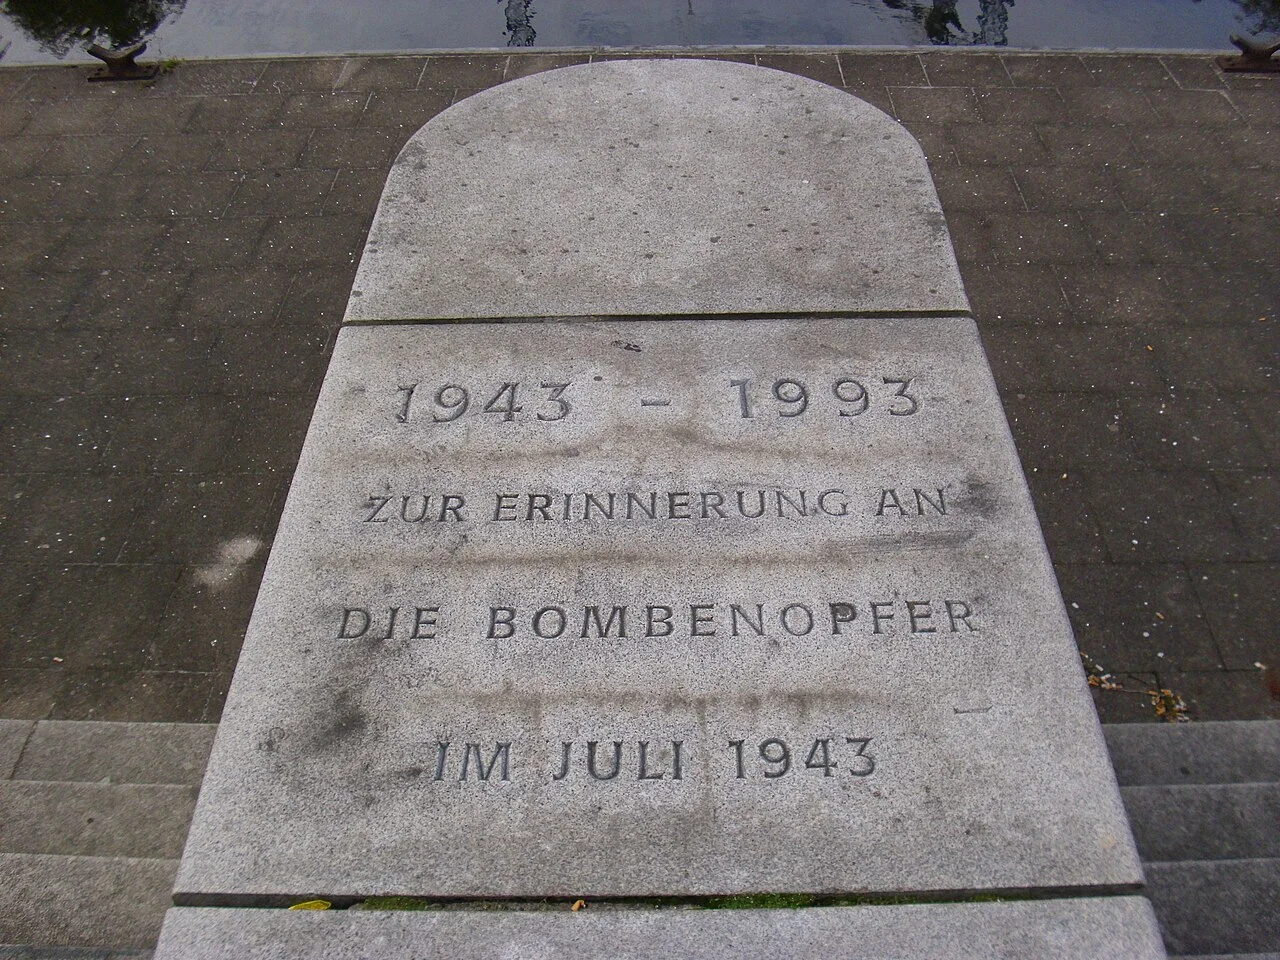 1943 - 1993
ZUR ERINNERUNG AN
DIE BOMBENOPFER
IM JULI 1943